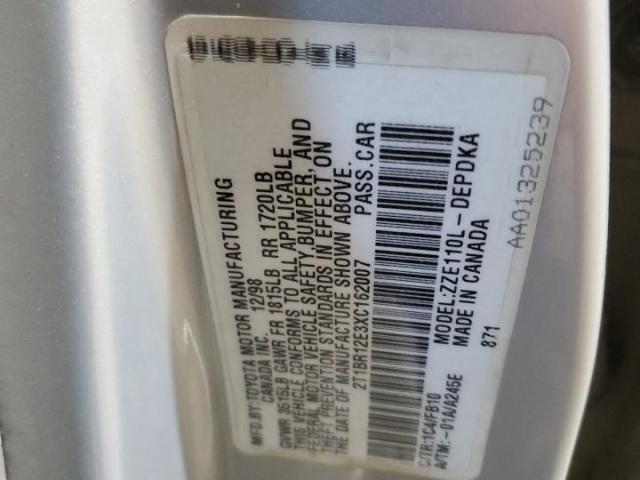 MFD.BY:TOYOTA MOTOR MANUFACTURING
CANADA INC. 12/98
GVWR 3515LB GAWR FR 1815LB RR 1720LB
THIS VEHICLE CONFORMS TO ALL APPLICABLE
FEDERAL MOTOR VEHICLE SAFETY, BUMPER, AND
THEFT PREVENTION STANDARDS IN EFFECT ON
THE DATE OF MANUFACTURE SHOWN ABOVE.
2T1BR12E3XC162007 PASS.CAR
C/TR:1C4/FB10 MODEL:ZZE110L-DEPDKA
A/TM:-01A/A245E MADE IN CANADA
871
AA01325239